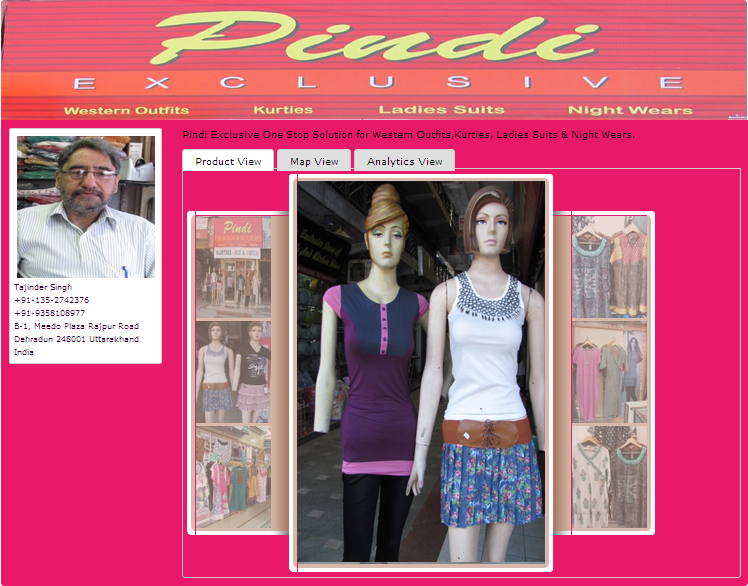 Pindi
EXCLUSIVE
Western Outfits Kurties Ladies Suits Night Wears
Pindi Exclusive One Stop Solution for Western Outfits,Kurties, Ladies Suits & Night Wears.
Product View Map View Analytics View
Tajinder Singh
+91-135-2742376
+91-9358108977
B-1, Meedo Plaza Rajpur Road
Dehradun 248001 Uttarakhand
India
Pindi